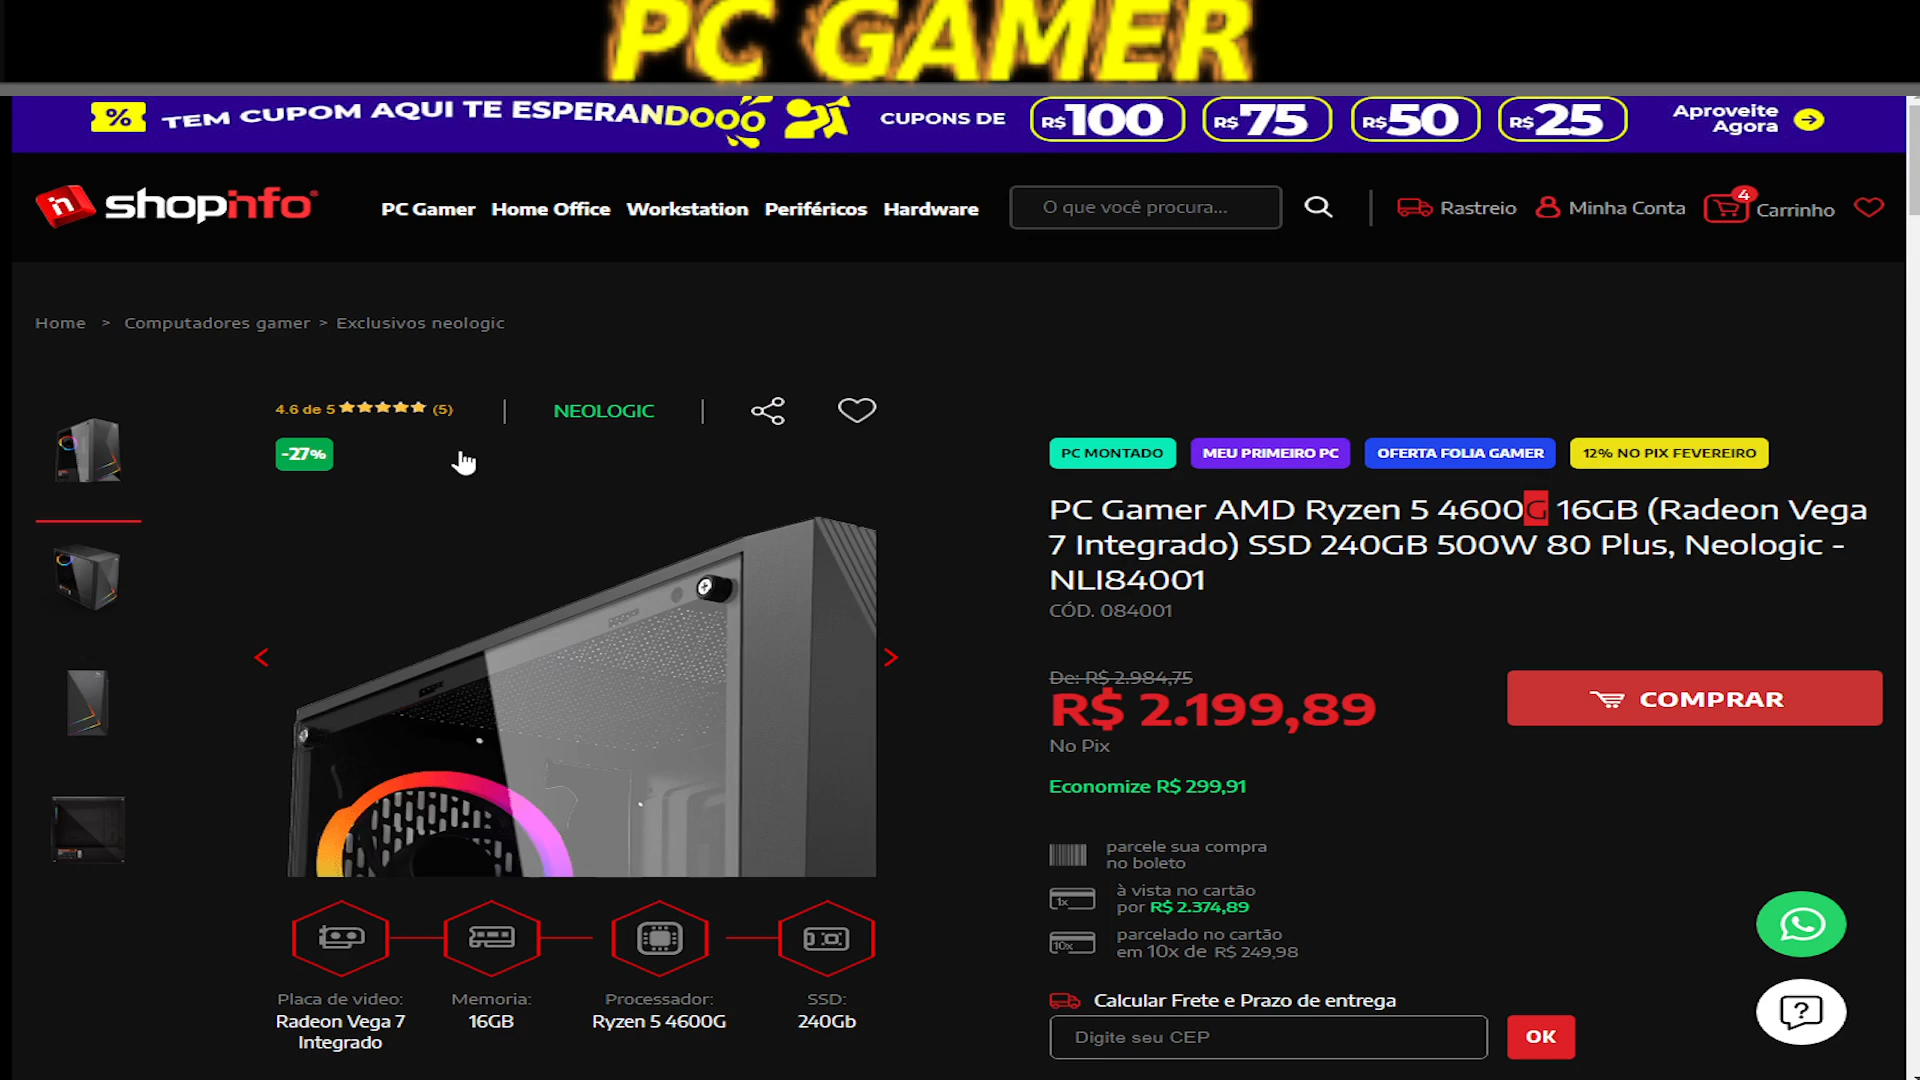 PC GAMER
% TEM CUPOM AQUI TE ESPERANDOOO CUPONS DE R$100 R$75 R$50 R$25 Aproveite Agora
shopinfo PC Gamer Home Office Workstation Periféricos Hardware O que você procura... Rastreio Minha Conta 4 Carrinho
Home > Computadores gamer > Exclusivos neologic
4.6 de 5 (5) NEOLOGIC
-27%
PC MONTADO MEU PRIMEIRO PC OFERTA FOLIA GAMER 12% NO PIX FEVEREIRO
PC Gamer AMD Ryzen 5 4600G 16GB (Radeon Vega
7 Integrado) SSD 240GB 500W 80 Plus, Neologic -
NLI84001
CÓD. 084001
De: R$ 2.984,75
R$ 2.199,89
COMPRAR
No Pix
Economize R$ 299,91
parcele sua compra
no boleto
1x à vista no cartão
por R$ 2.374,89
10x parcelado no cartão
em 10x de R$ 249,98
Calcular Frete e Prazo de entrega
Digite seu CEP OK
Placa de video:
Radeon Vega 7
Integrado
Memoria:
16GB
Processador:
Ryzen 5 4600G
SSD:
240Gb